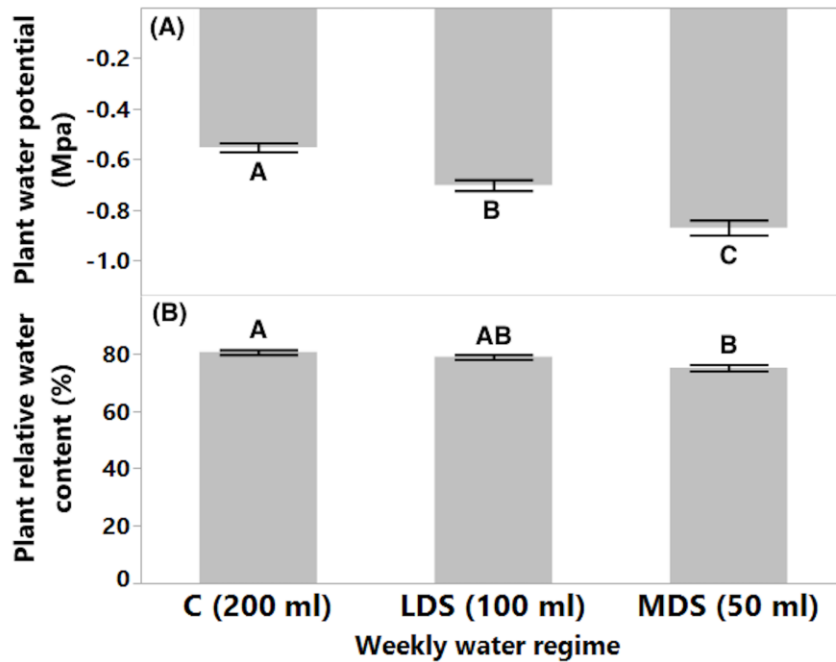 Plant water potential
(Mpa)
(A)
-0.2
-0.4
-0.6
-0.8
-1.0
A
B
C
Plant relative water
content (%)
(B)
80
60
40
20
0
A
AB
B
C (200 ml)
LDS (100 ml)
MDS (50 ml)
Weekly water regime